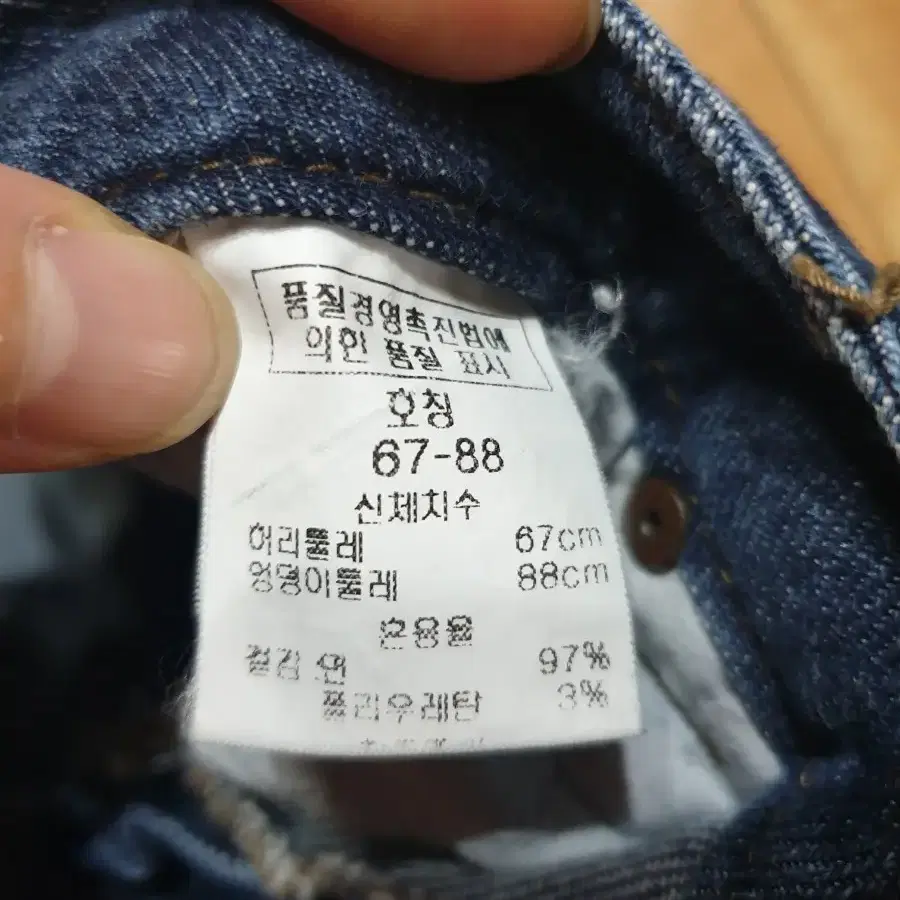 품질경영촉진법에
의한 품질 표시
호칭
67-88
신체치수
허리둘레 67cm
엉덩이둘레 88cm
혼용율
겉감 면 97%
폴리우레탄 3%